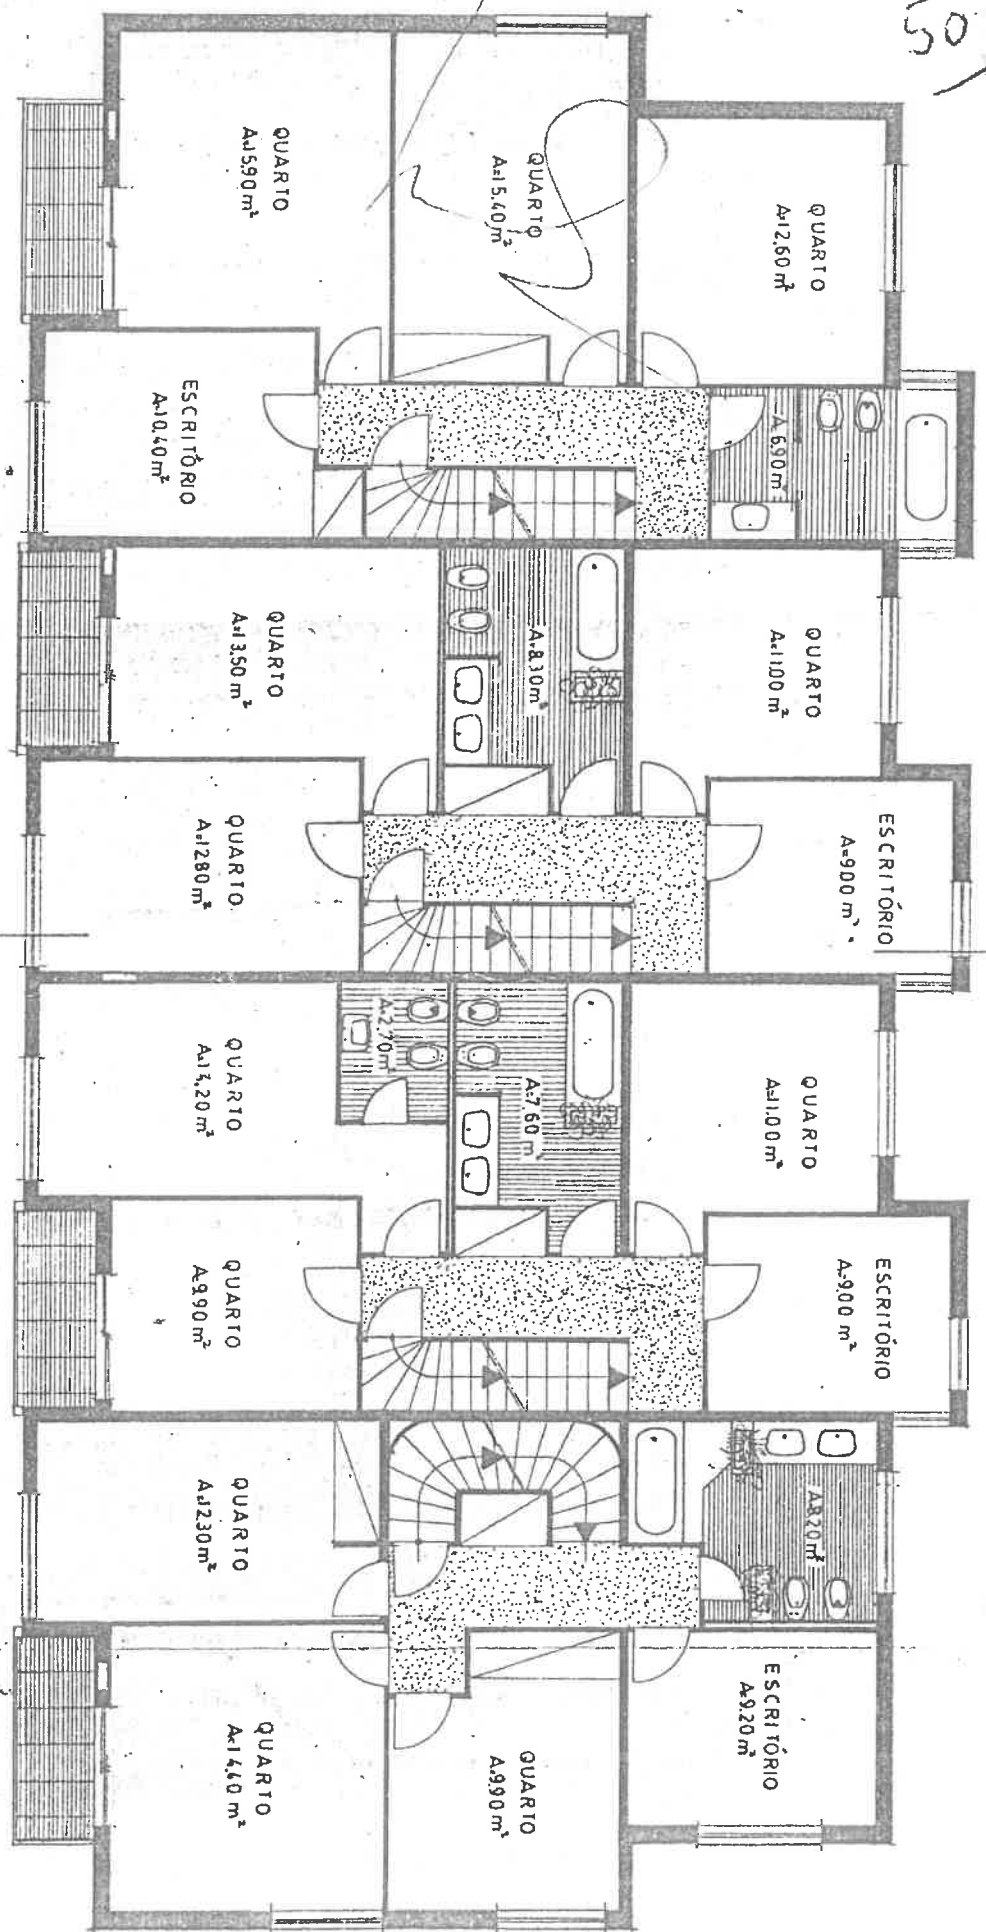 50
QUARTO
A=15,90 m²
QUARTO
A=15,40 m²
QUARTO
A=12,60 m²
ESCRITÓRIO
A=10,40 m²
A 6,90 m²
QUARTO
A=13,50 m²
A=8,30 m²
QUARTO
A=11,00 m²
QUARTO
A=12,80 m²
ESCRITÓRIO
A=9,00 m²
QUARTO
A=14,20 m²
A=2,70 m²
A=7,60 m²
QUARTO
A=11,00 m²
QUARTO
A=9,90 m²
ESCRITÓRIO
A=9,00 m²
QUARTO
A=12,30 m²
A=8,20 m²
QUARTO
A=14,40 m²
QUARTO
A=9,90 m²
ESCRITÓRIO
A=9,20 m²